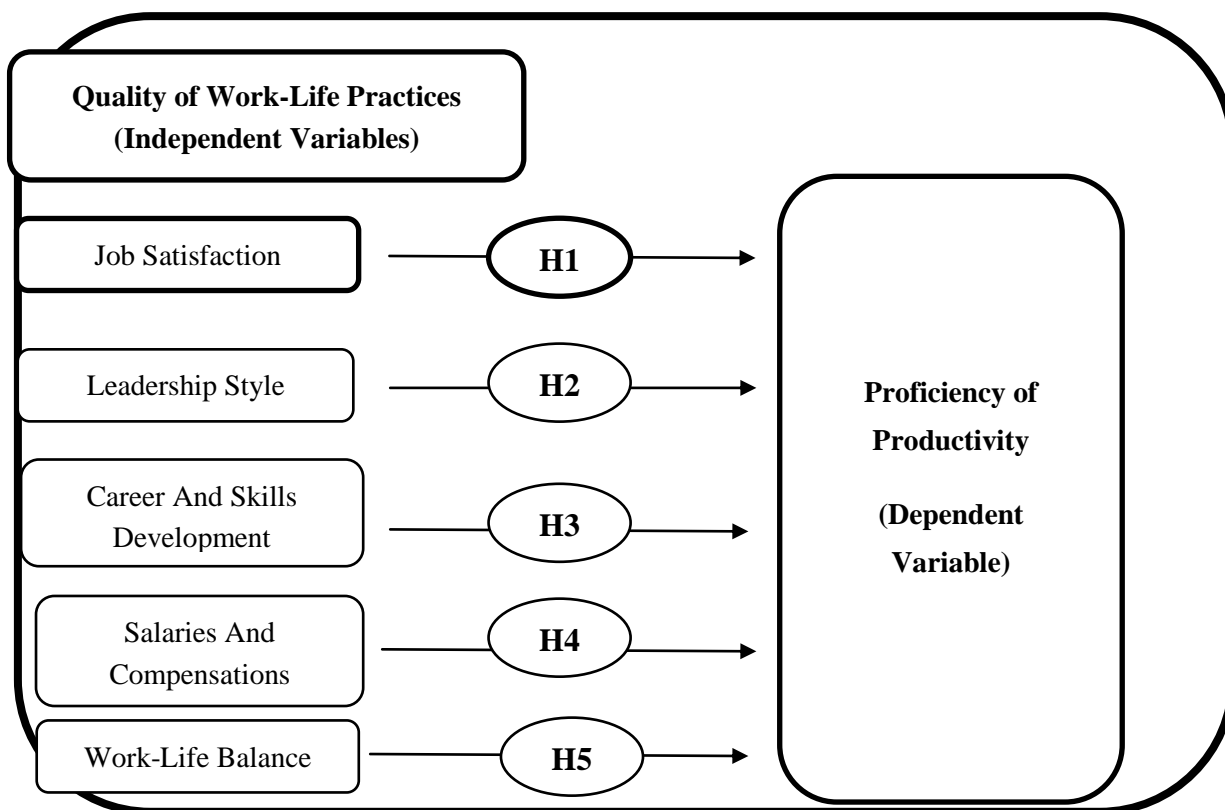 Quality of Work-Life Practices
(Independent Variables)
Job Satisfaction
H1
Leadership Style
H2
Career And Skills
Development
H3
Salaries And
Compensations
H4
Work-Life Balance
H5
Proficiency of
Productivity
(Dependent
Variable)